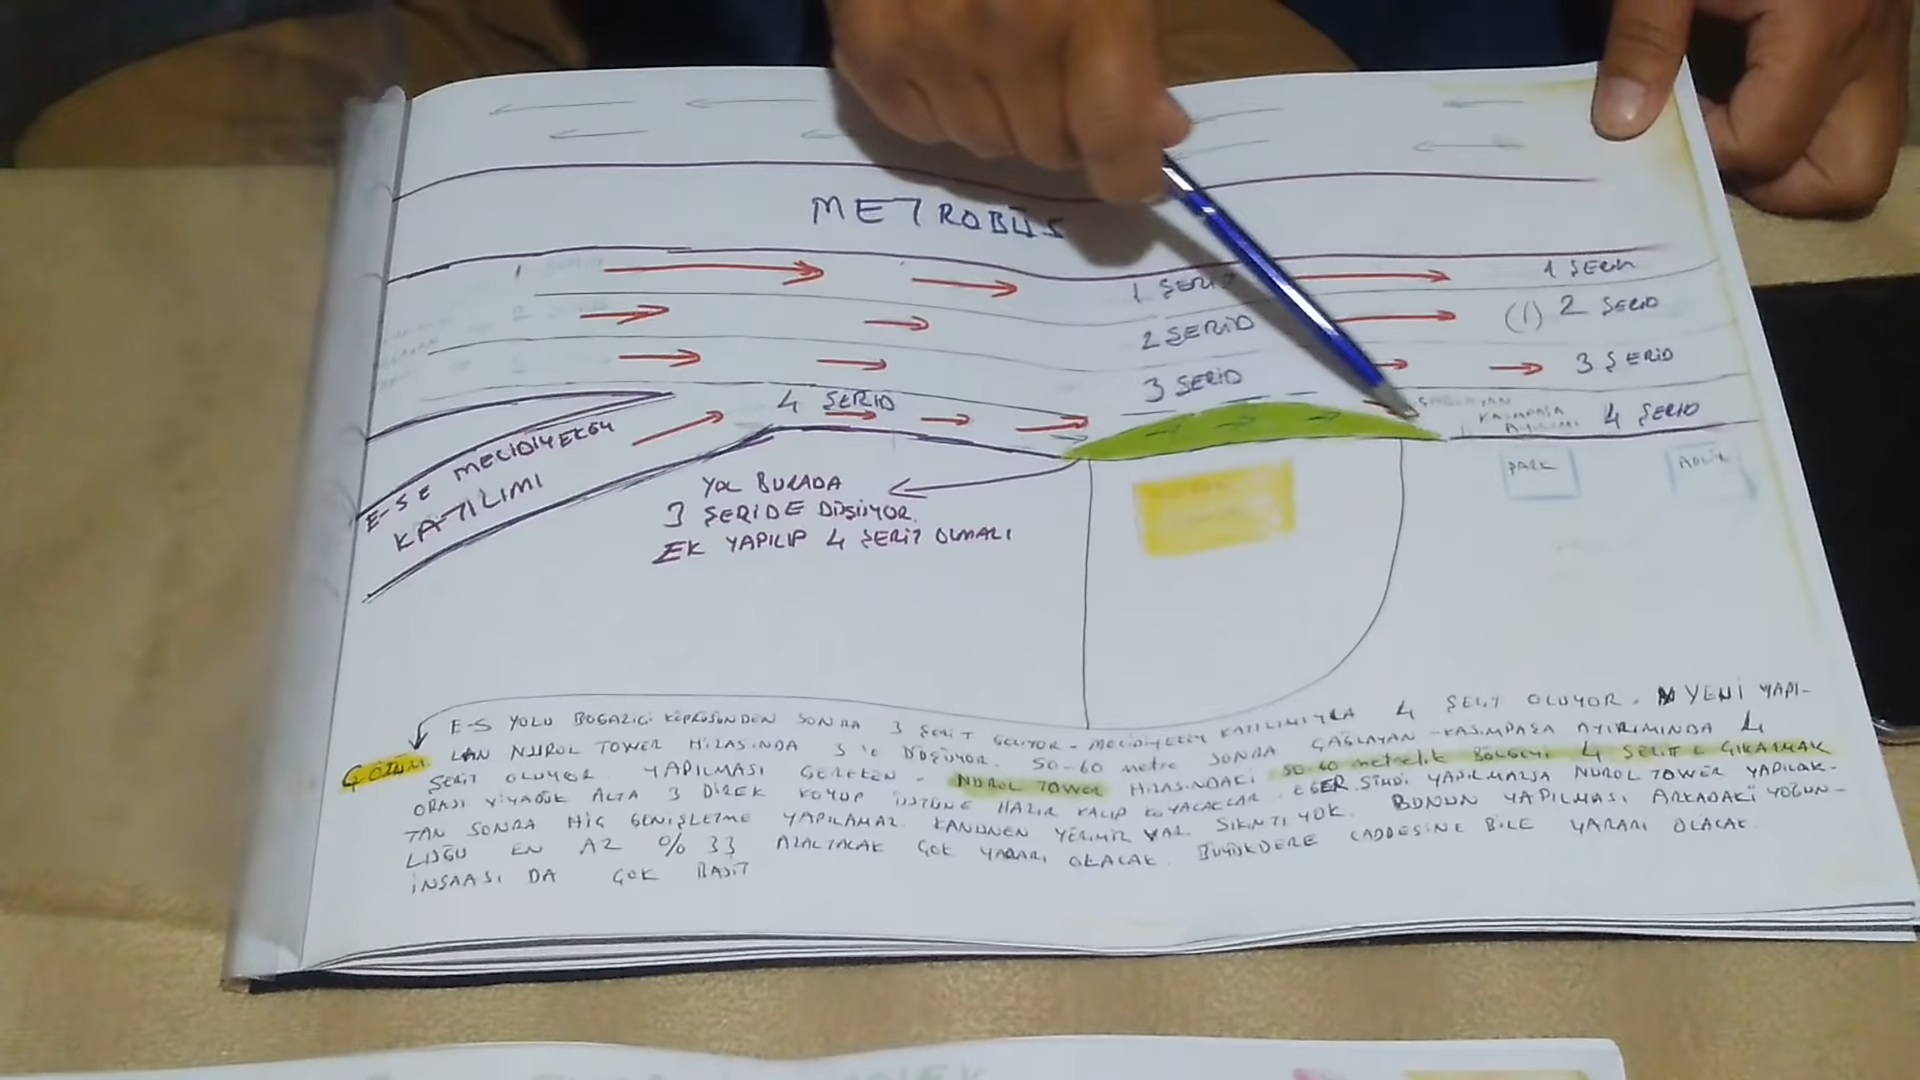 METROBÜS
1 ŞERİT
1 ŞERİT
2 ŞERİD
(1) 2 ŞERİD
3 ŞERİD
3 ŞERİD
4 ŞERİD
4 ŞERİD
KASIMPAŞA
E-5 E MECİDİYEKÖY
KATILIMI
PARK
YOL BURADA
3 ŞERİDE DÜŞÜYOR.
EK YAPILIP 4 ŞERİT OLMALI
E-5 YOLU BOĞAZİÇİ KÖPRÜSÜNDEN SONRA 3 ŞERİT GELİYOR - MECİDİYEKÖY KATILIMIYLA 4 ŞERİT OLUYOR. YENİ YAPI-
ÇÖZÜM LAN NUROL TOWER HİZASINDA 3'E DÜŞÜYOR. 50-60 metre SONRA ÇAĞLAYAN-KASIMPAŞA AYIRIMINDA 4
ŞERİT OLUYOR YAPILMASI GEREKEN - NUROL TOWER HİZASINDAKİ 50-60 metrelik BÖLGEYİ 4 ŞERİT E ÇIKARMAK
ORASI VİYADÜK ALTA 3 DİREK KOYUP ÜSTÜNE HAZIR KALIP KOYACAKLAR. EĞER ŞİMDİ YAPILMAZSA NUROL TOWER YAPILDIK-
TAN SONRA HİÇ GENİŞLETME YAPILAMAZ. KANUNEN YERİMİZ VAR. SIKINTI YOK. BUNUN YAPILMASI ARKADAKİ YOĞUN-
LUĞU EN AZ %33 AZALTACAK ÇOK YARARI OLACAK. BÜYÜKDERE CADDESİNE BİLE YARARI OLACAK.
İNŞAASI DA ÇOK BASİT